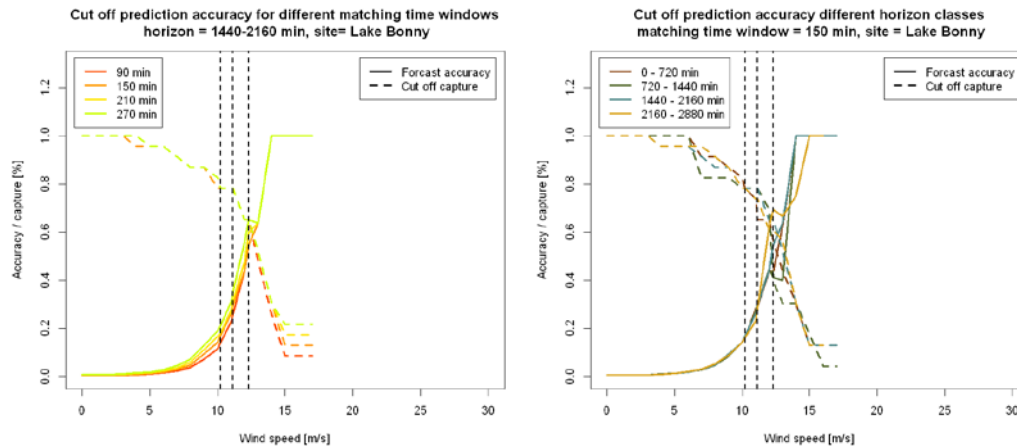 Cut off prediction accuracy for different matching time windows
horizon = 1440-2160 min, site= Lake Bonny
90 min
150 min
210 min
270 min
Forcast accuracy
Cut off capture
Accuracy / capture [%]
0.0
0.2
0.4
0.6
0.8
1.0
1.2
0
5
10
15
20
25
30
Wind speed [m/s]
Cut off prediction accuracy different horizon classes
matching time window = 150 min, site = Lake Bonny
0 - 720 min
720 - 1440 min
1440 - 2160 min
2160 - 2880 min
Forcast accuracy
Cut off capture
Accuracy / capture [%]
0.0
0.2
0.4
0.6
0.8
1.0
1.2
0
5
10
15
20
25
30
Wind speed [m/s]